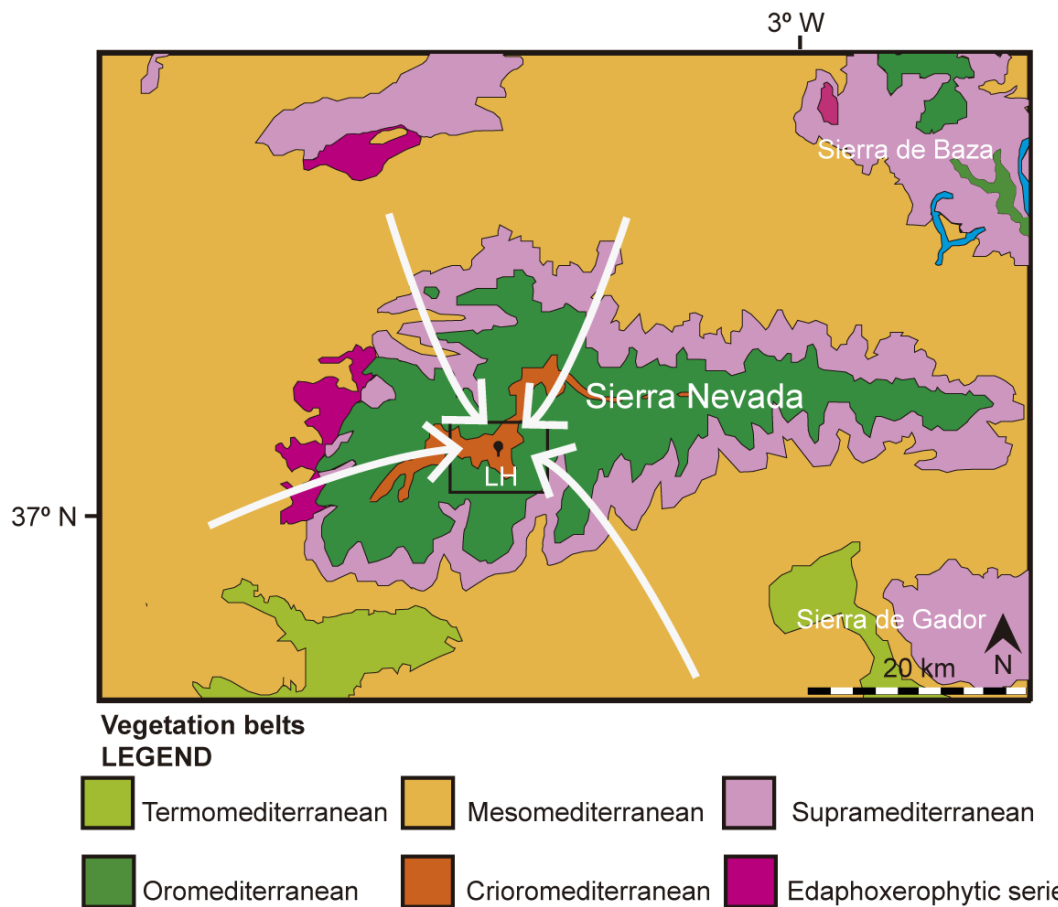 3º W
Sierra de Baza
Sierra Nevada
LH
37º N
Sierra de Gador
N
20 km
Vegetation belts
LEGEND
Termomediterranean Mesomediterranean Supramediterranean
Oromediterranean Crioromediterranean Edaphoxerophytic serie